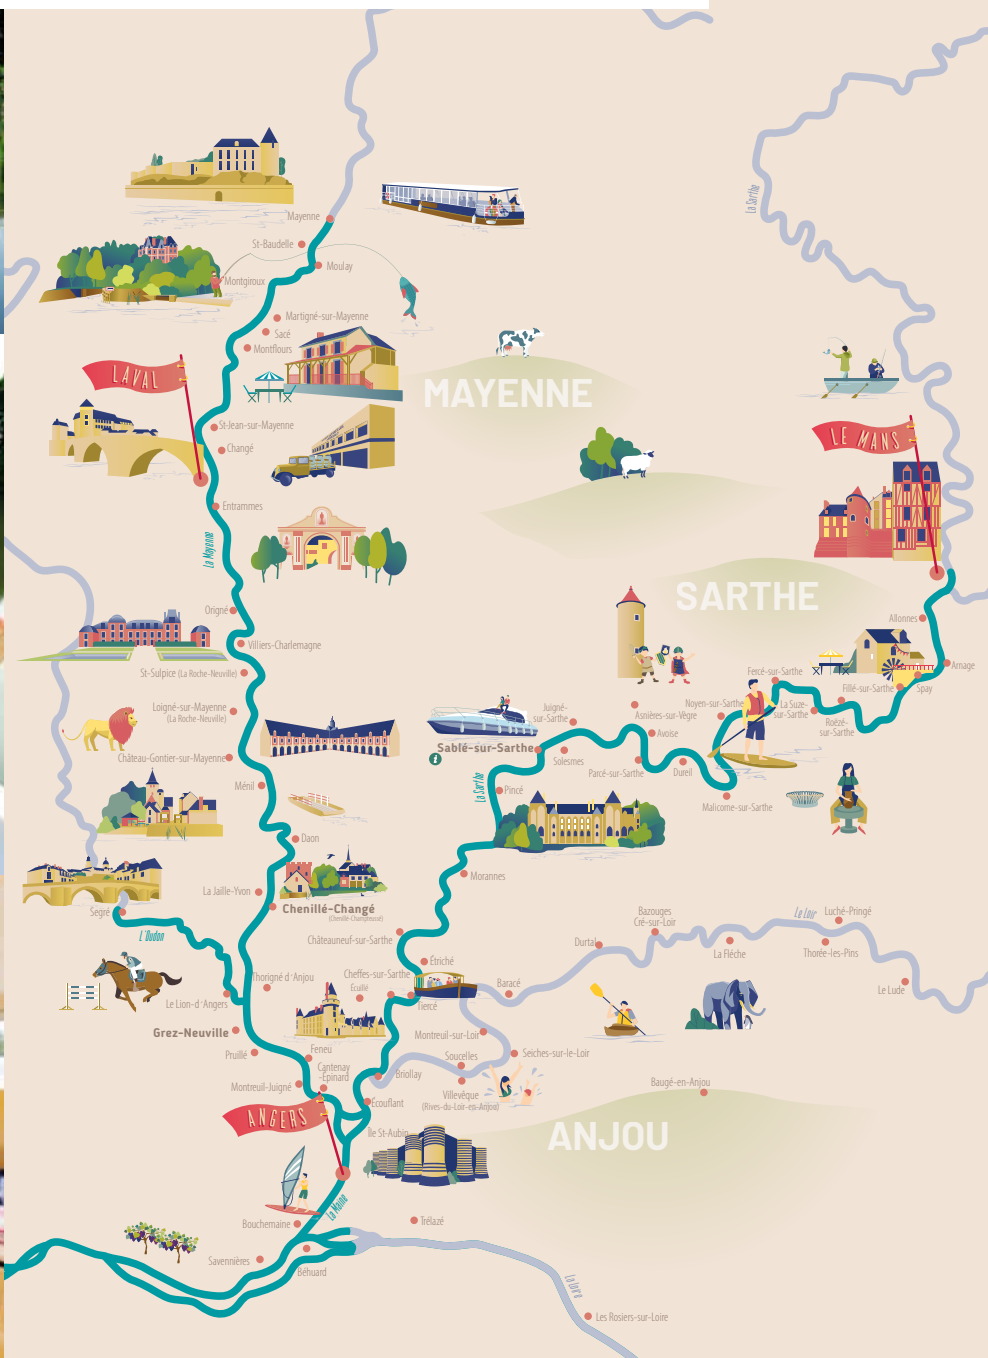 La Sarthe
Mayenne
St-Baudelle
Moulay
Montgiroux
Martigné-sur-Mayenne
Sacé
Montflours
MAYENNE
LAVAL
St-Jean-sur-Mayenne
Changé
LE MANS
Entrammes
La Mayenne
SARTHE
Origné
Allonnes
Villiers-Charlemagne
Arnage
St-Sulpice (La Roche-Neuville)
Fercé-sur-Sarthe
Fillé-sur-Sarthe
Spay
Loigné-sur-Mayenne
(La Roche-Neuville)
Juigné-
sur-Sarthe
Asnières-sur-Vègre
Noyen-sur-Sarthe
La Suze-
sur-Sarthe
Roëzé-
sur-Sarthe
Avoise
Sablé-sur-Sarthe
i
Solesmes
Château-Gontier-sur-Mayenne
Parcé-sur-Sarthe
Dureil
Ménil
La Sarthe
Pincé
Malicorne-sur-Sarthe
Daon
Morannes
La Jaille-Yvon
Chenillé-Changé
(Chenillé-Champteussé)
Segré
L'Oudon
Châteauneuf-sur-Sarthe
Bazouges
Cré-sur-Loir
Le Loir
Luché-Pringé
Durtal
La Flèche
Thorée-les-Pins
Étriché
Thorigné d'Anjou
Cheffes-sur-Sarthe
Écuillé
Baracé
Le Lude
Le Lion-d'Angers
Tiercé
Grez-Neuville
Montreuil-sur-Loir
Pruillé
Feneu
Soucelles
Seiches-sur-le-Loir
Cantenay
-Épinard
Briollay
Montreuil-Juigné
Villevêque
(Rives-du-Loir-en-Anjou)
Baugé-en-Anjou
Écouflant
ANGERS
Île St-Aubin
ANJOU
La Maine
Bouchemaine
Trélazé
Savennières
Béhuard
La Loire
Les Rosiers-sur-Loire